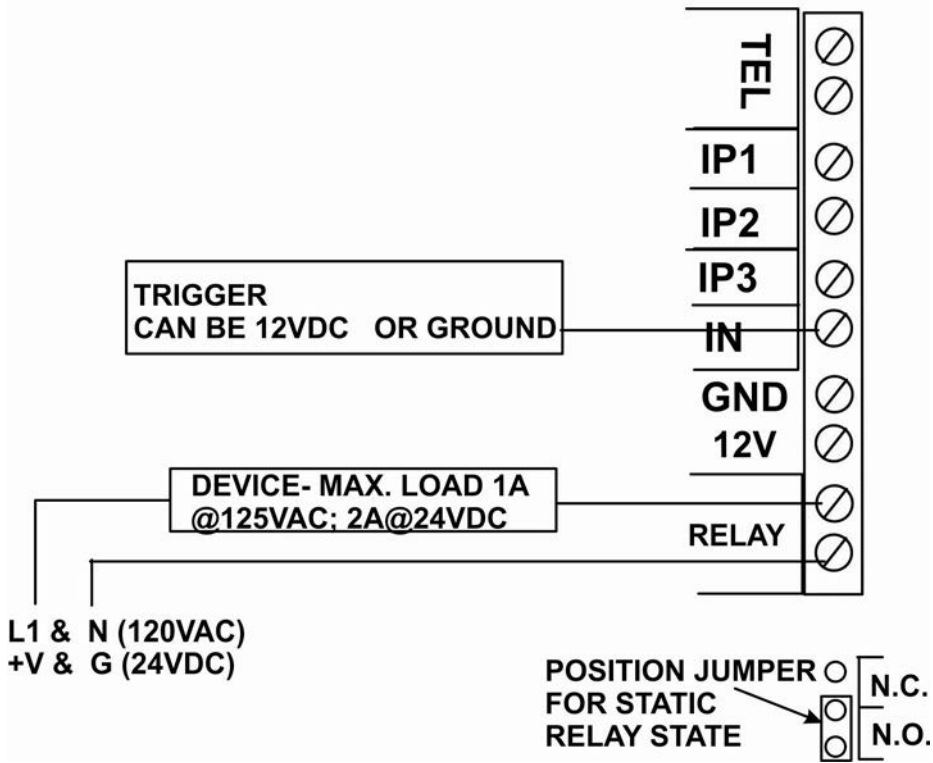 TEL
IP1
IP2
IP3
TRIGGER
CAN BE 12VDC OR GROUND
IN
GND
12V
DEVICE- MAX. LOAD 1A
@125VAC; 2A@24VDC
RELAY
L1 & N (120VAC)
+V & G (24VDC)
POSITION JUMPER
FOR STATIC
RELAY STATE
N.C.
N.O.